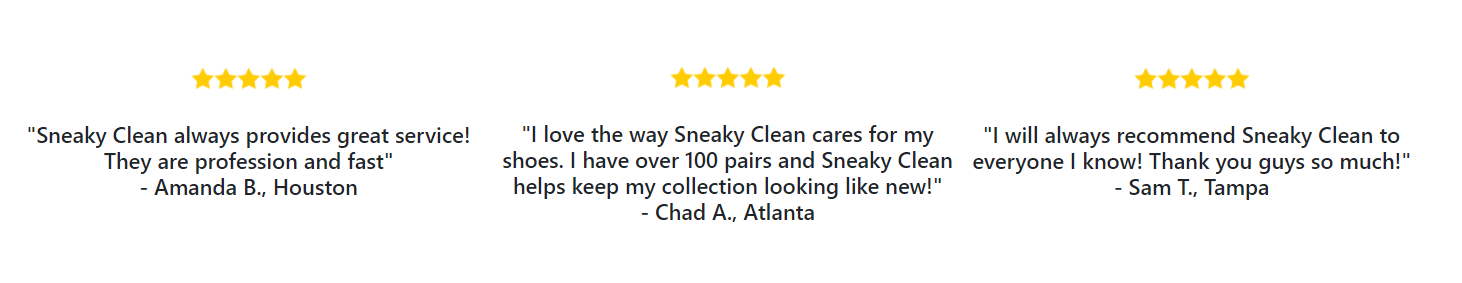 "Sneaky Clean always provides great service!
They are profession and fast"
- Amanda B., Houston
"I love the way Sneaky Clean cares for my
shoes. I have over 100 pairs and Sneaky Clean
helps keep my collection looking like new!"
- Chad A., Atlanta
"I will always recommend Sneaky Clean to
everyone I know! Thank you guys so much!"
- Sam T., Tampa